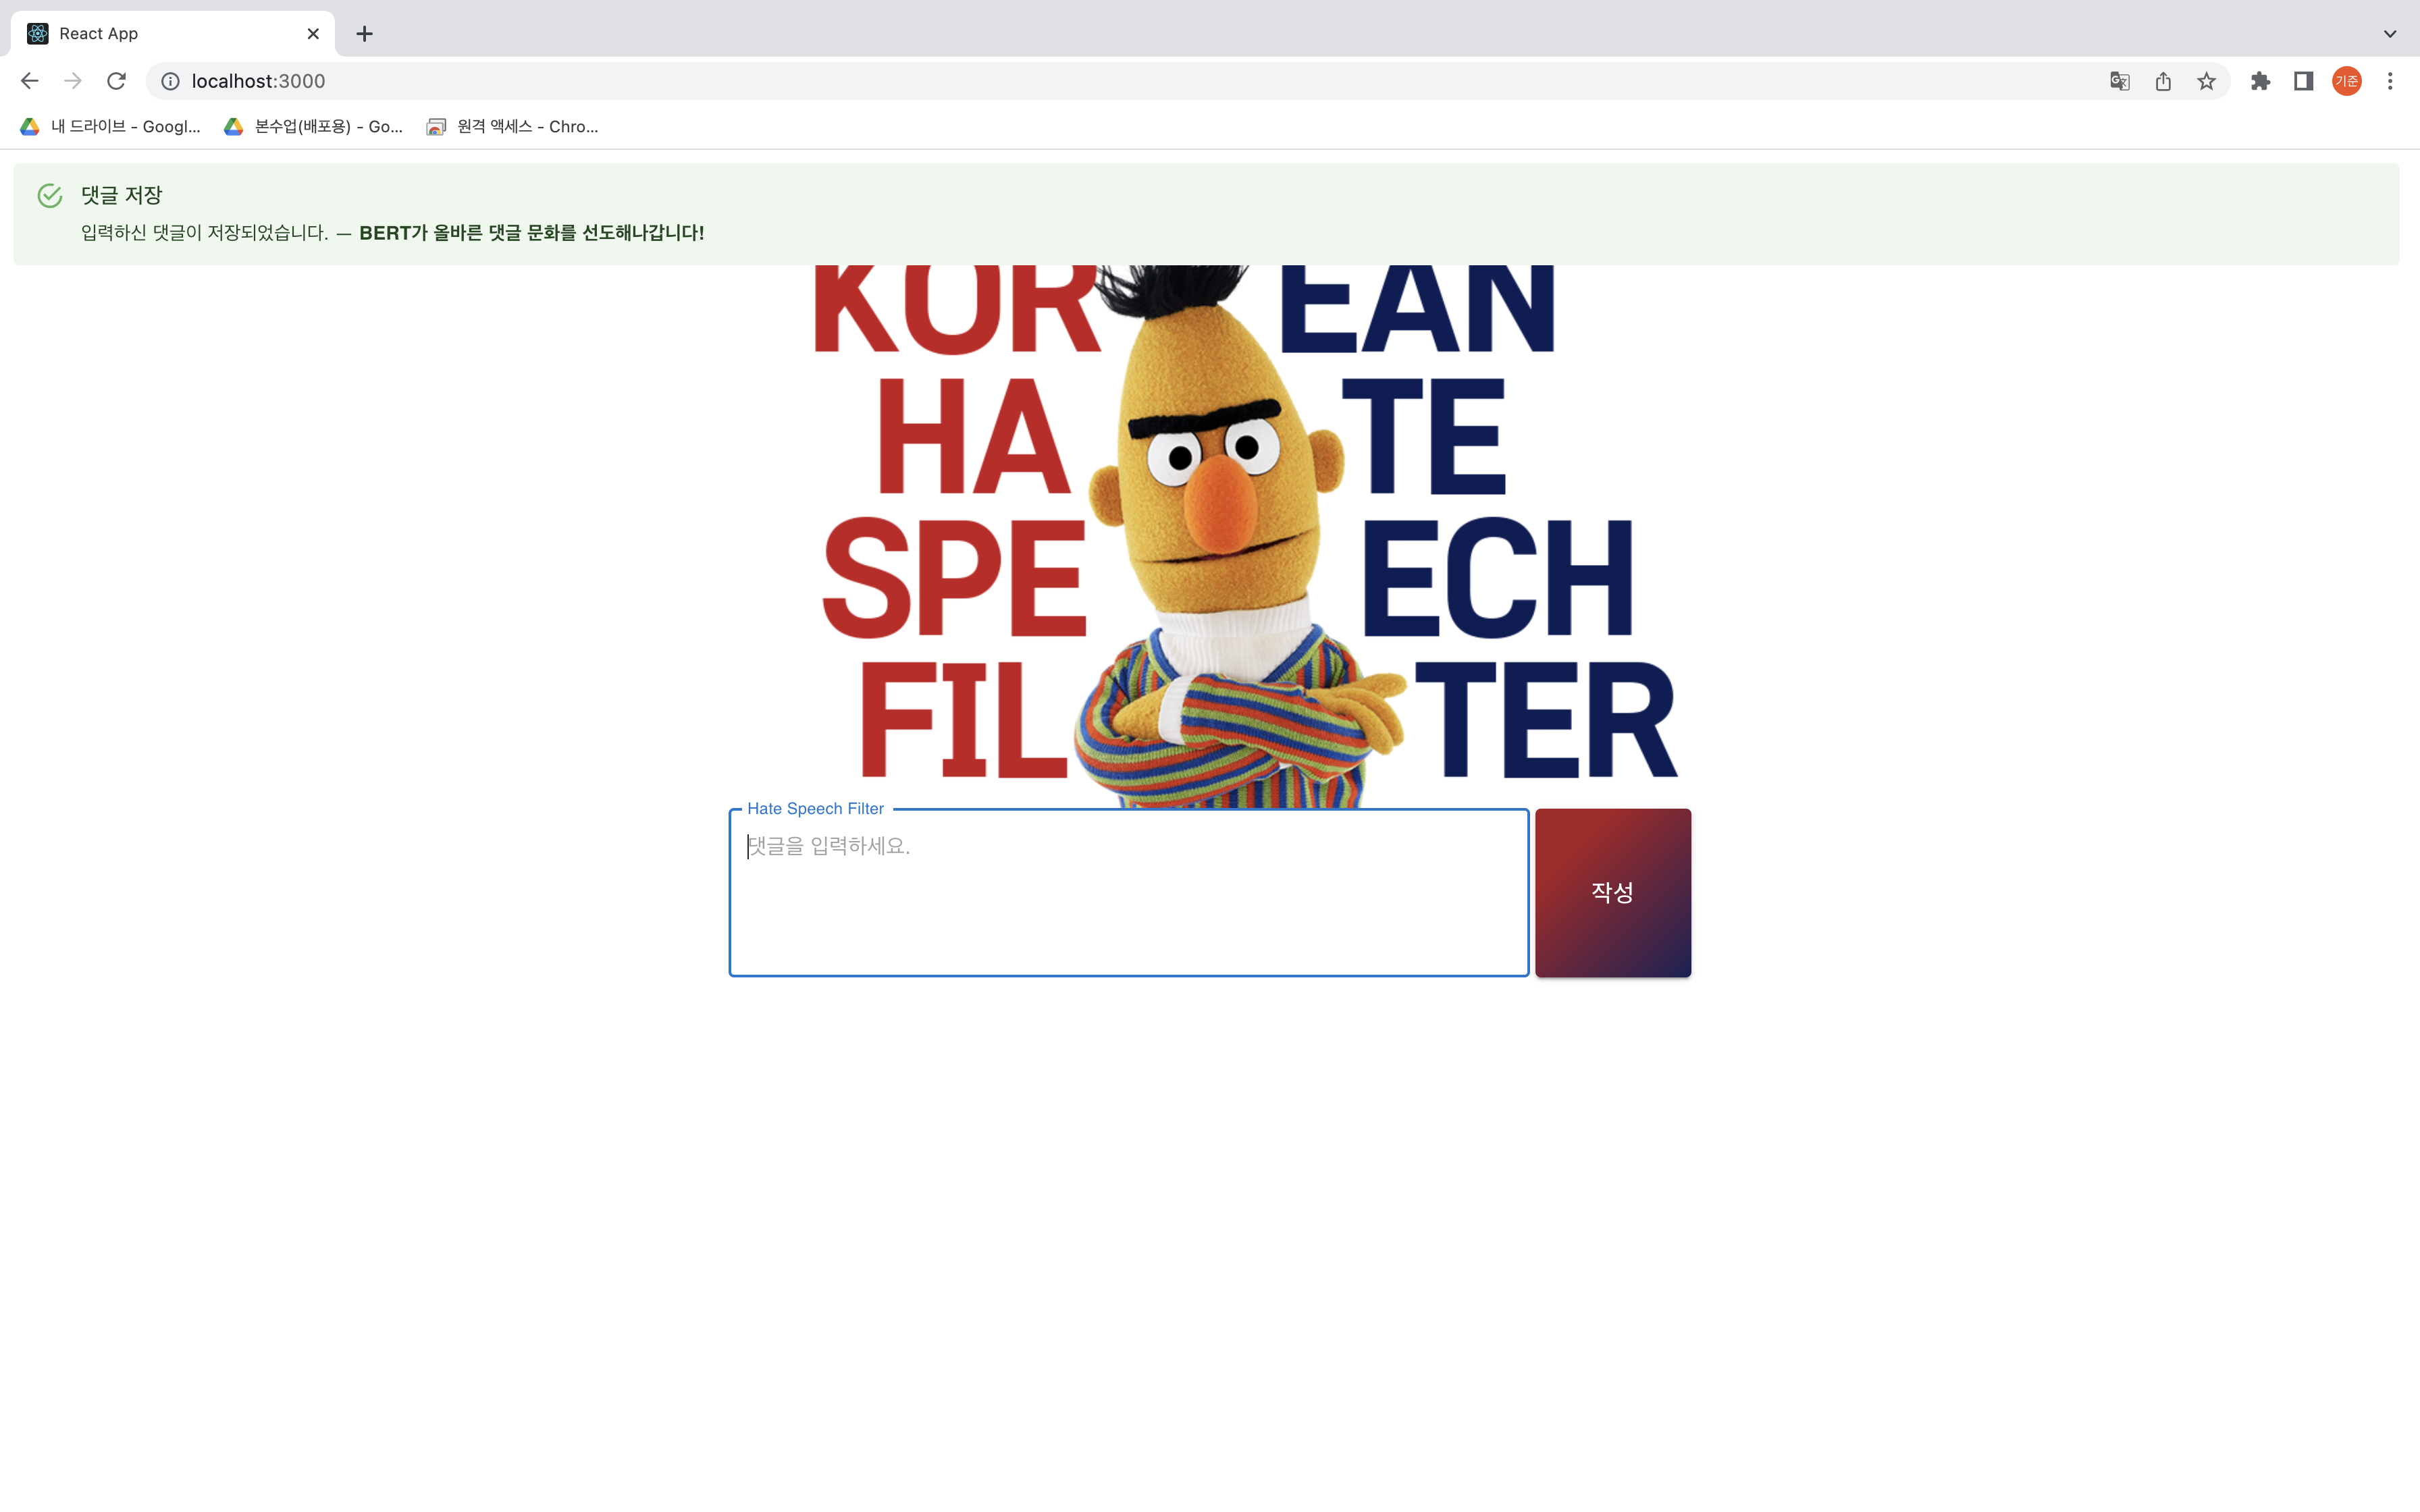 React App
localhost:3000
기준
내 드라이브 - Googl...
본수업(배포용) - Go...
원격 액세스 - Chro...
댓글 저장
입력하신 댓글이 저장되었습니다. — BERT가 올바른 댓글 문화를 선도해나갑니다!
KOR EAN
HA TE
SPE ECH
FIL TER
Hate Speech Filter
댓글을 입력하세요.
작성